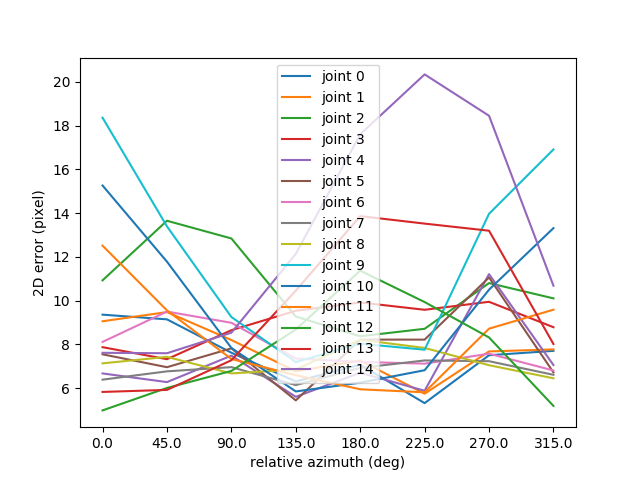 2D error (pixel)
20
18
16
14
12
10
8
6
joint 0
joint 1
joint 2
joint 3
joint 4
joint 5
joint 6
joint 7
joint 8
joint 9
joint 10
joint 11
joint 12
joint 13
joint 14
0.0 45.0 90.0 135.0 180.0 225.0 270.0 315.0
relative azimuth (deg)